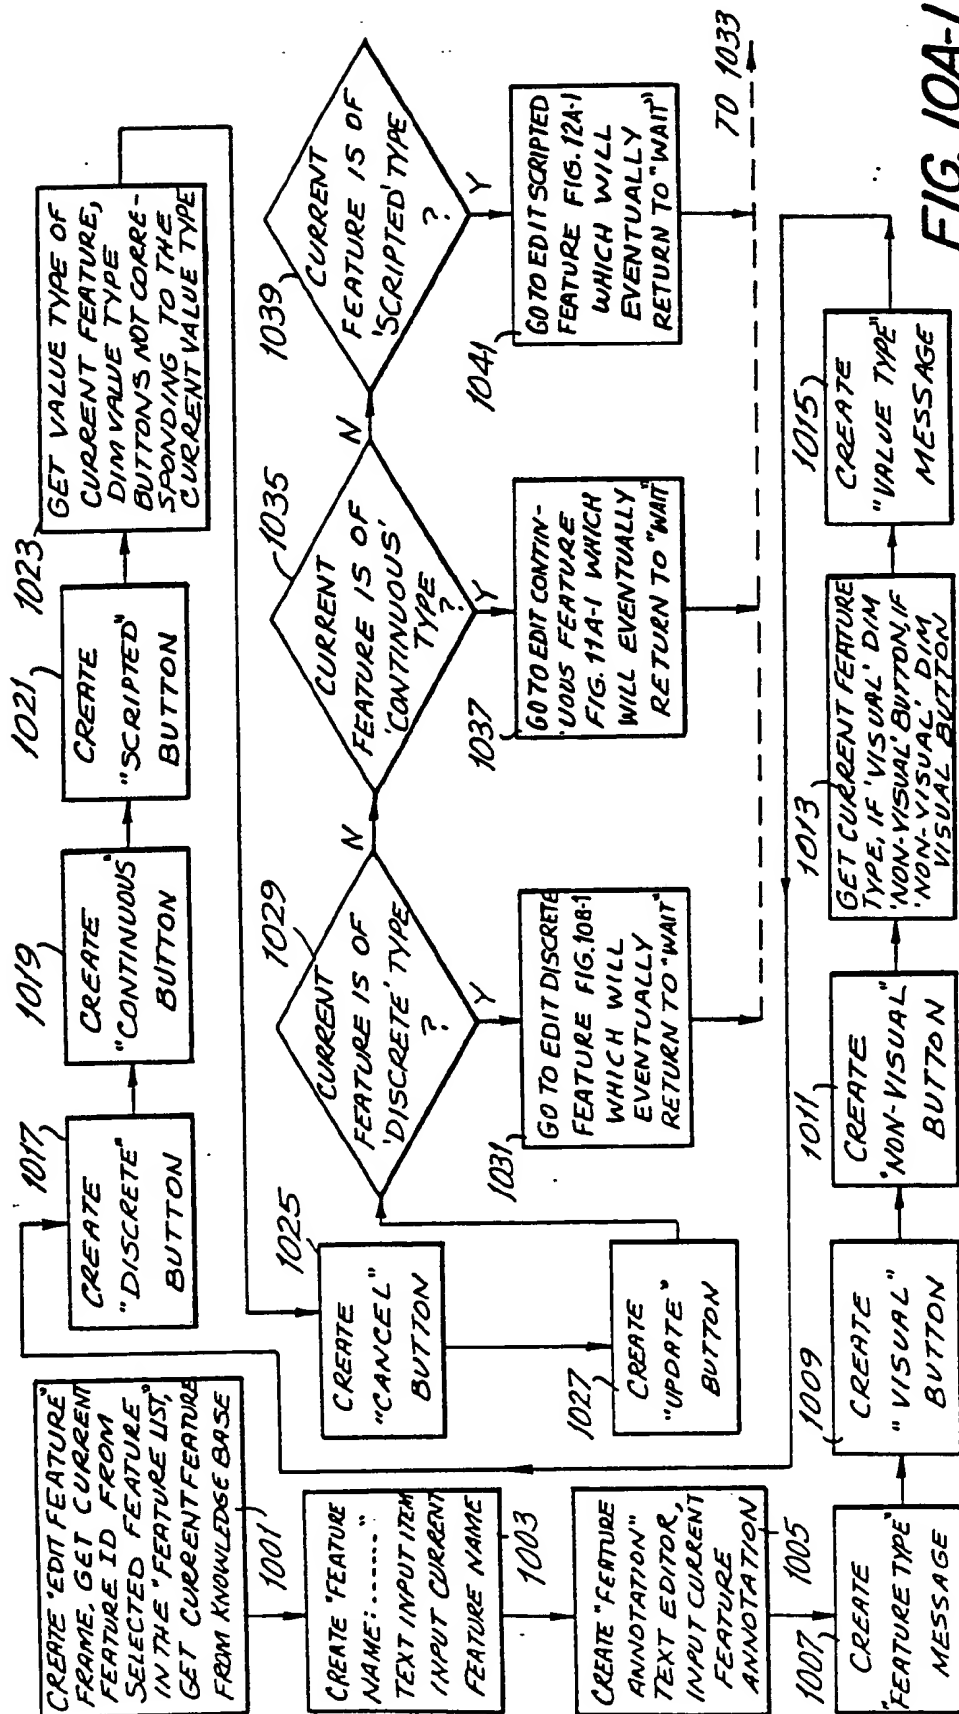 CREATE "EDIT FEATURE"
FRAME, GET CURRENT
FEATURE ID FROM
SELECTED FEATURE
IN THE "FEATURE LIST",
GET CURRENT FEATURE
FROM KNOWLEDGE BASE
1001
CREATE "FEATURE
NAME:......."
TEXT INPUT ITEM
INPUT CURRENT
FEATURE NAME
1003
CREATE "FEATURE
ANNOTATION"
TEXT EDITOR,
INPUT CURRENT
FEATURE
ANNOTATION
1005
1007
CREATE
"FEATURE TYPE"
MESSAGE
1009
CREATE
"VISUAL"
BUTTON
1011
CREATE
"NON-VISUAL"
BUTTON
1013
GET CURRENT FEATURE
TYPE, IF 'VISUAL' DIM
'NON-VISUAL' BUTTON, IF
'NON-VISUAL' DIM
VISUAL BUTTON
1015
CREATE
"VALUE TYPE"
MESSAGE
1017
CREATE
"DISCRETE"
BUTTON
1019
CREATE
"CONTINUOUS"
BUTTON
1021
CREATE
"SCRIPTED"
BUTTON
1023
GET VALUE TYPE OF
CURRENT FEATURE,
DIM VALUE TYPE
BUTTONS NOT CORRE-
SPONDING TO THE
CURRENT VALUE TYPE
1025
CREATE
"CANCEL"
BUTTON
1027
CREATE
"UPDATE"
BUTTON
1029
CURRENT
FEATURE IS OF
'DISCRETE' TYPE
?
N
Y
1031
GO TO EDIT DISCRETE
FEATURE FIG. 10B-1
WHICH WILL
EVENTUALLY
RETURN TO "WAIT"
1035
CURRENT
FEATURE IS OF
'CONTINUOUS'
TYPE
?
N
Y
1037
GO TO EDIT CONTIN-
UOUS FEATURE
FIG. 11A-1 WHICH
WILL EVENTUALLY
RETURN TO "WAIT"
1039
CURRENT
FEATURE IS OF
'SCRIPTED' TYPE
?
Y
1041
GO TO EDIT SCRIPTED
FEATURE FIG. 12A-1
WHICH WILL
EVENTUALLY
RETURN TO "WAIT"
TO 1033
FIG. 10A-1